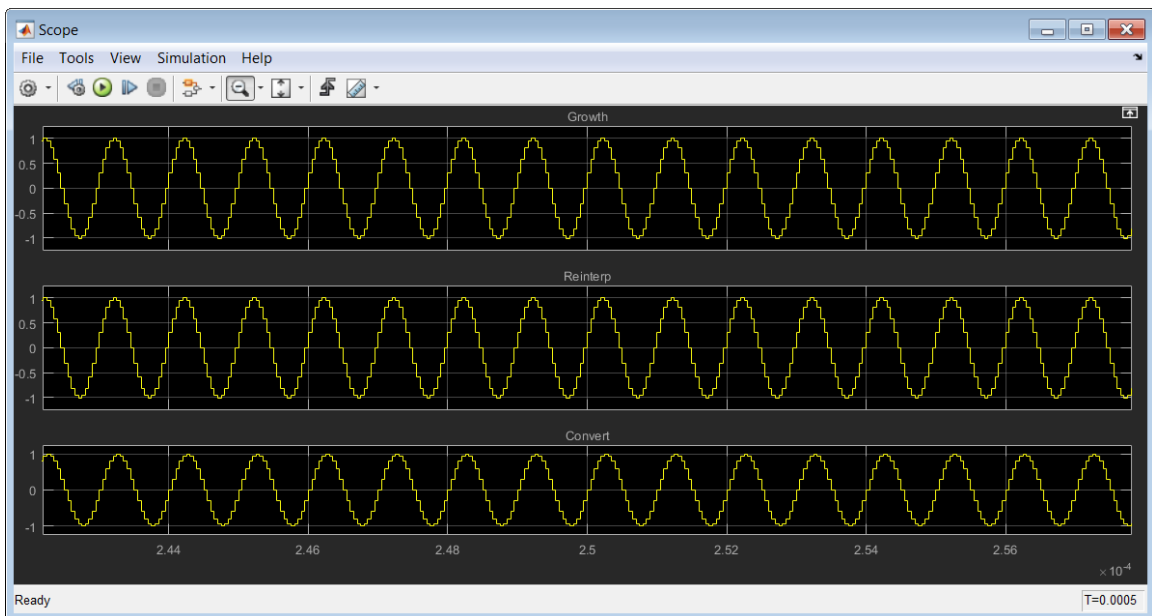 Scope
File Tools View Simulation Help
Growth
1
0.5
0
-0.5
-1
Reinterp
1
0.5
0
-0.5
-1
Convert
1
0
-1
2.44 2.46 2.48 2.5 2.52 2.54 2.56
×10-4
Ready T=0.0005